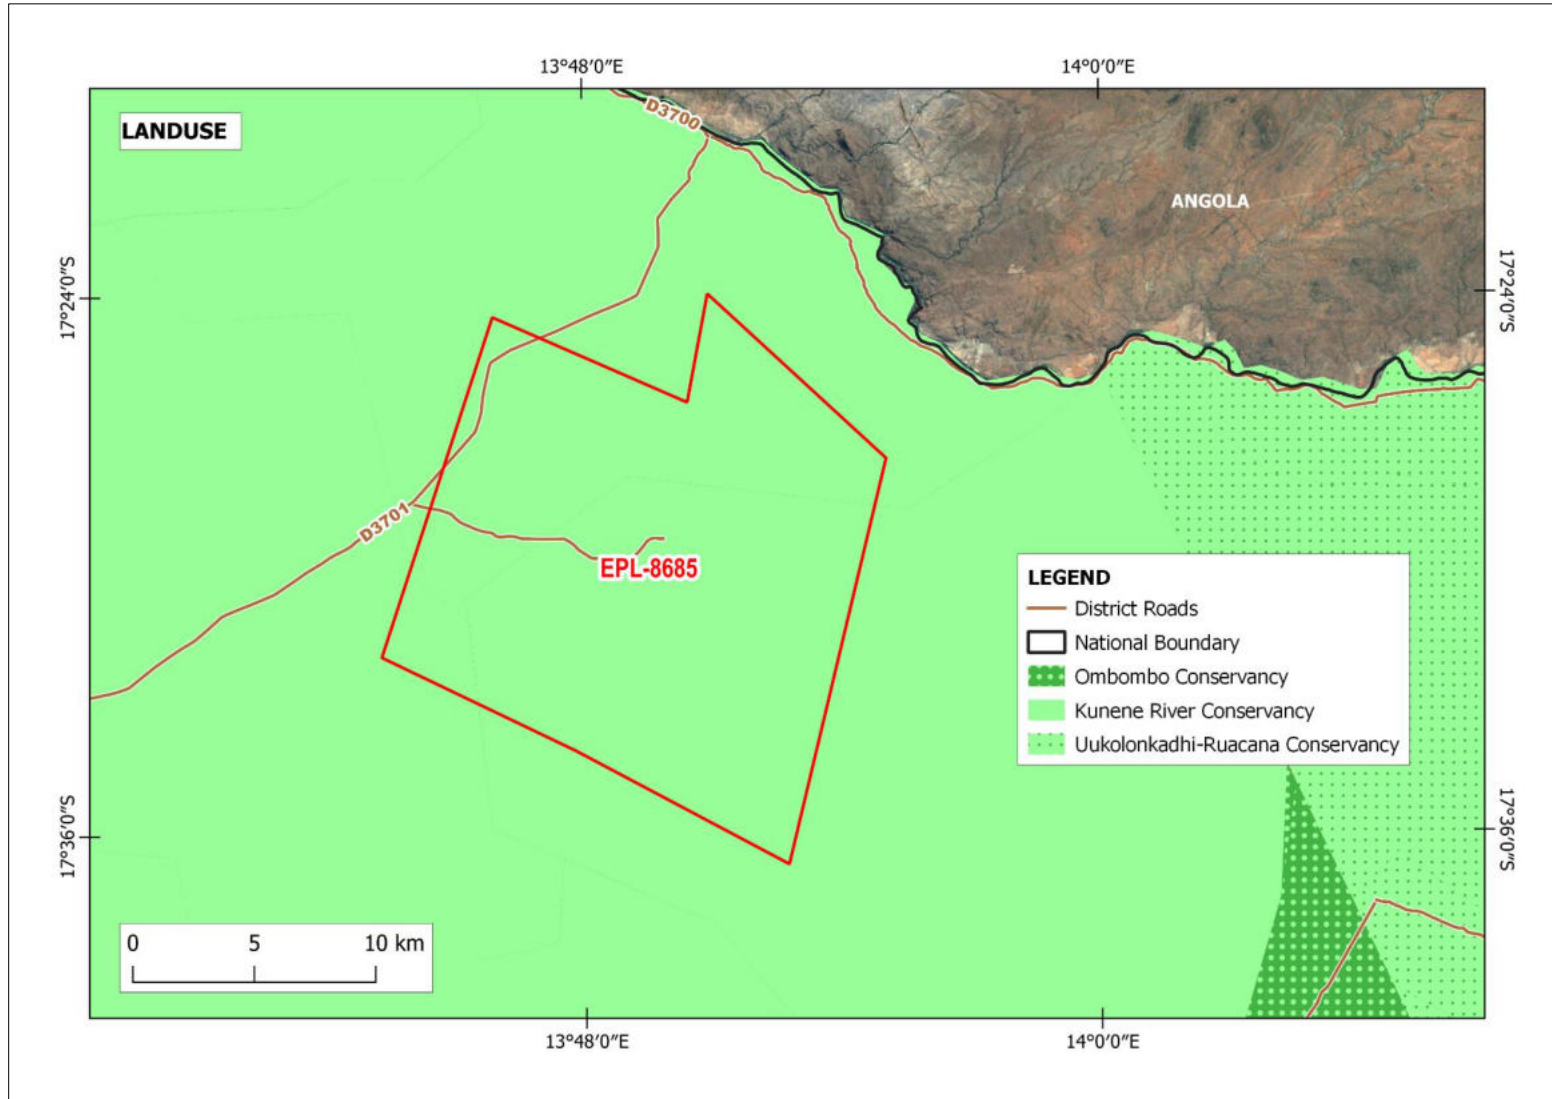 13°48′0″E
14°0′0″E
LANDUSE
D3700
ANGOLA
17°24′0″S
17°24′0″S
D3701
EPL-8685
LEGEND
District Roads
National Boundary
Ombombo Conservancy
Kunene River Conservancy
Uukolonkadhi-Ruacana Conservancy
17°36′0″S
17°36′0″S
0 5 10 km
13°48′0″E
14°0′0″E